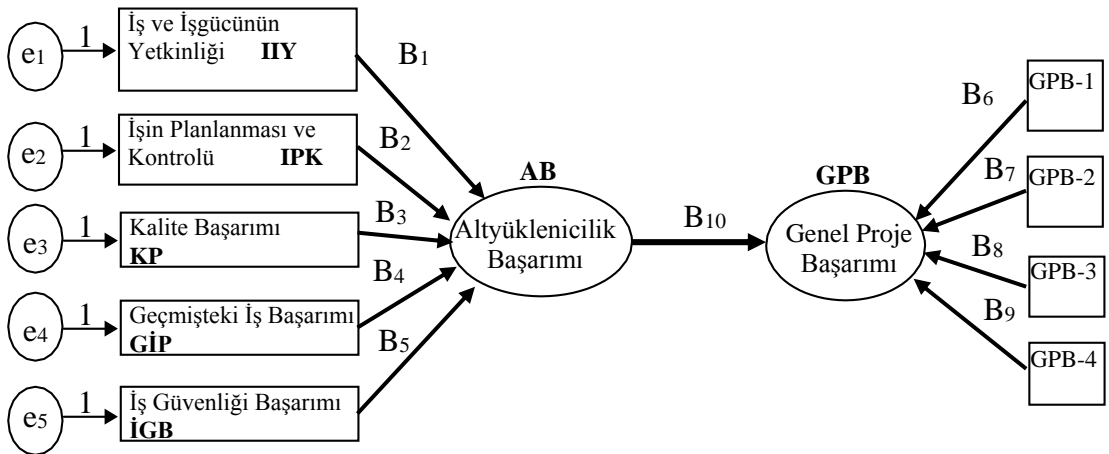 e1
1
İş ve İşgücünün
Yetkinliği IIY
B1
e2
1
İşin Planlanması ve
Kontrolü IPK
B2
e3
1
Kalite Başarımı
KP
B3
e4
1
Geçmişteki İş Başarımı
GİP
B4
e5
1
İş Güvenliği Başarımı
İGB
B5
AB
Altyüklenicilik
Başarımı
B10
GPB
Genel Proje
Başarımı
B6
GPB-1
B7
GPB-2
B8
GPB-3
B9
GPB-4